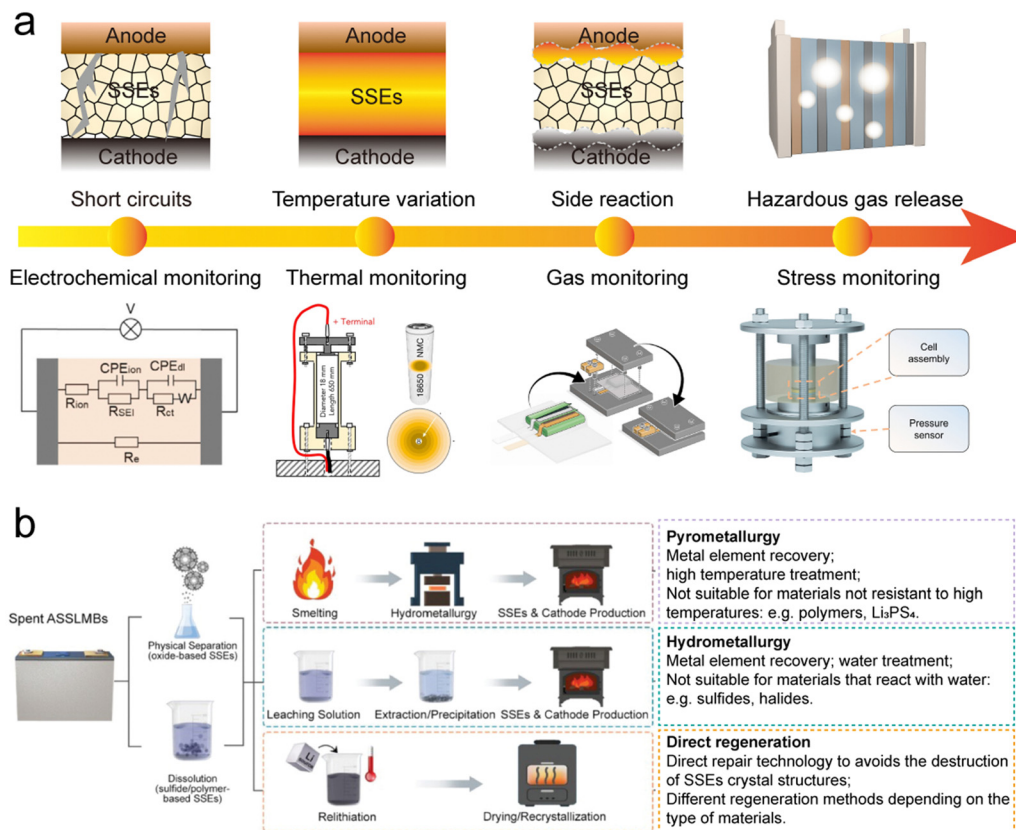 a
Anode
SSEs
Cathode
Anode
SSEs
Cathode
Anode
SSEs
Cathode
Short circuits
Temperature variation
Side reaction
Hazardous gas release
Electrochemical monitoring
Thermal monitoring
Gas monitoring
Stress monitoring
V
CPEion
CPEdl
Rion
RSEI
Rct
W
Re
+ Terminal
Diameter 18 mm
Length 650 mm
18650 NMC
Cell
assembly
Pressure
sensor
b
Spent ASSLMBs
Physical Separation
(oxide-based SSEs)
Dissolution
(sulfide/polymer-
based SSEs)
Smelting
Hydrometallurgy
SSEs & Cathode Production
Leaching Solution
Extraction/Precipitation
SSEs & Cathode Production
Li
Relithiation
Drying/Recrystallization
Pyrometallurgy
Metal element recovery;
high temperature treatment;
Not suitable for materials not resistant to high
temperatures: e.g. polymers, Li₃PS₄.
Hydrometallurgy
Metal element recovery; water treatment;
Not suitable for materials that react with water:
e.g. sulfides, halides.
Direct regeneration
Direct repair technology to avoids the destruction
of SSEs crystal structures;
Different regeneration methods depending on the
type of materials.